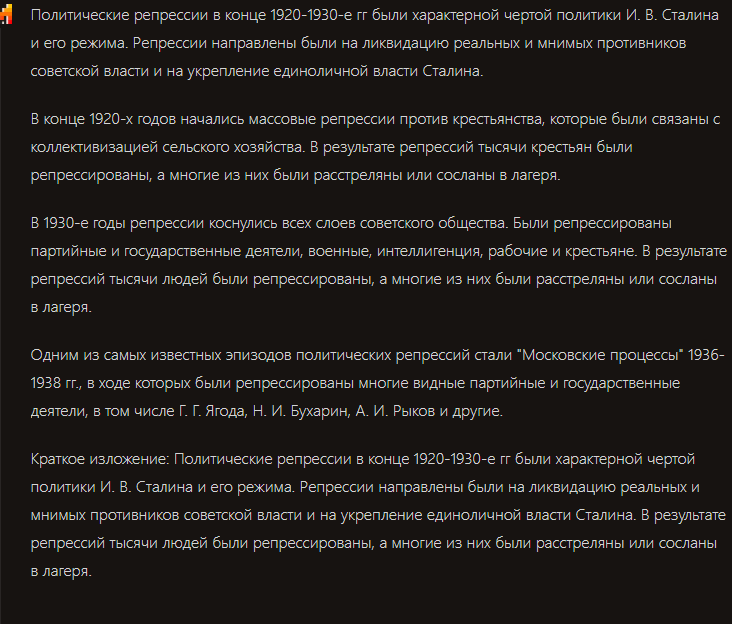 Политические репрессии в конце 1920-1930-е гг были характерной чертой политики И. В. Сталина
и его режима. Репрессии направлены были на ликвидацию реальных и мнимых противников
советской власти и на укрепление единоличной власти Сталина.
В конце 1920-х годов начались массовые репрессии против крестьянства, которые были связаны с
коллективизацией сельского хозяйства. В результате репрессий тысячи крестьян были
репрессированы, а многие из них были расстреляны или сосланы в лагеря.
В 1930-е годы репрессии коснулись всех слоев советского общества. Были репрессированы
партийные и государственные деятели, военные, интеллигенция, рабочие и крестьяне. В результате
репрессий тысячи людей были репрессированы, а многие из них были расстреляны или сосланы
в лагеря.
Одним из самых известных эпизодов политических репрессий стали "Московские процессы" 1936-
1938 гг., в ходе которых были репрессированы многие видные партийные и государственные
деятели, в том числе Г. Г. Ягода, Н. И. Бухарин, А. И. Рыков и другие.
Краткое изложение: Политические репрессии в конце 1920-1930-е гг были характерной чертой
политики И. В. Сталина и его режима. Репрессии направлены были на ликвидацию реальных и
мнимых противников советской власти и на укрепление единоличной власти Сталина. В результате
репрессий тысячи людей были репрессированы, а многие из них были расстреляны или сосланы
в лагеря.